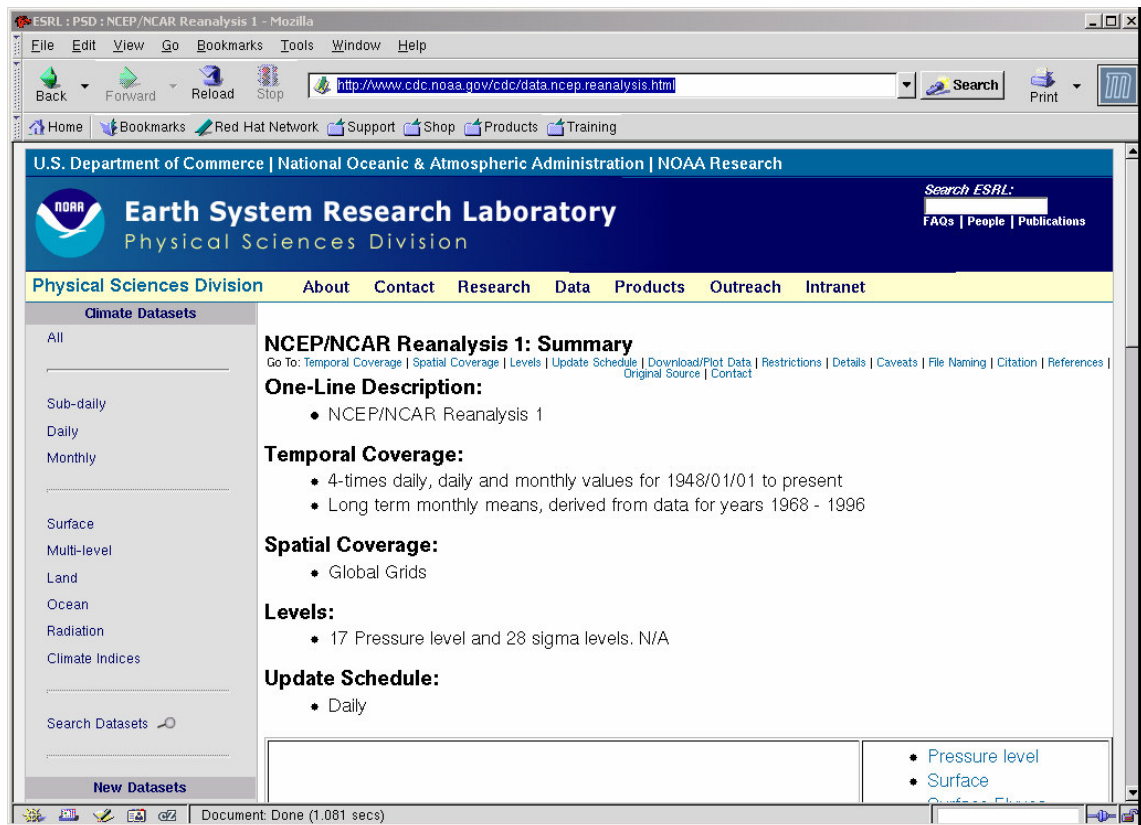 ESRL : PSD : NCEP/NCAR Reanalysis 1 - Mozilla
File Edit View Go Bookmarks Tools Window Help
Back Forward Reload Stop http://www.cdc.noaa.gov/cdc/data.ncep.reanalysis.html Search Print
Home Bookmarks Red Hat Network Support Shop Products Training
U.S. Department of Commerce | National Oceanic & Atmospheric Administration | NOAA Research
NOAA
Earth System Research Laboratory
Physical Sciences Division
Search ESRL:
FAQs | People | Publications
Physical Sciences Division About Contact Research Data Products Outreach Intranet
Climate Datasets
All
Sub-daily
Daily
Monthly
Surface
Multi-level
Land
Ocean
Radiation
Climate Indices
Search Datasets
New Datasets
NCEP/NCAR Reanalysis 1: Summary
Go To: Temporal Coverage | Spatial Coverage | Levels | Update Schedule | Download/Plot Data | Restrictions | Details | Caveats | File Naming | Citation | References |
Original Source | Contact
One-Line Description:
• NCEP/NCAR Reanalysis 1
Temporal Coverage:
• 4-times daily, daily and monthly values for 1948/01/01 to present
• Long term monthly means, derived from data for years 1968 - 1996
Spatial Coverage:
• Global Grids
Levels:
• 17 Pressure level and 28 sigma levels. N/A
Update Schedule:
• Daily
• Pressure level
• Surface
Document: Done (1.081 secs)